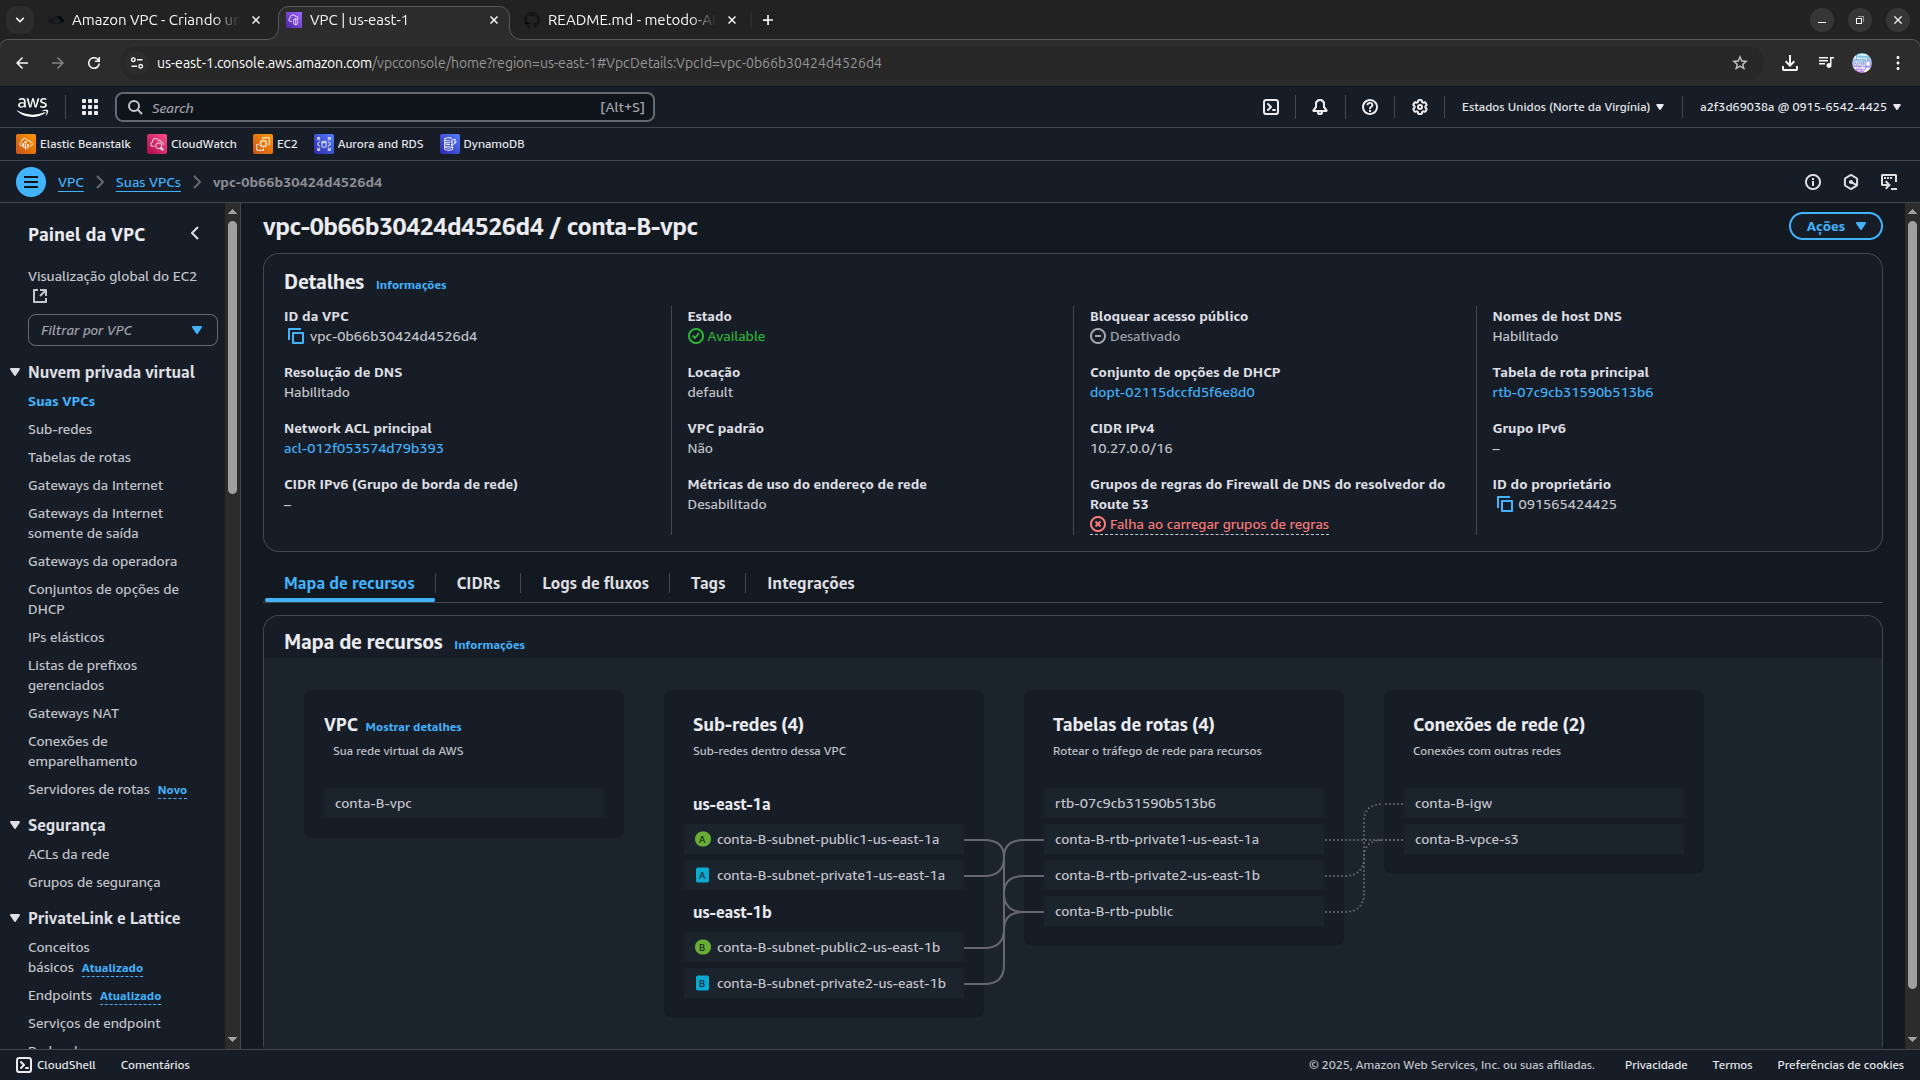 Amazon VPC - Criando ur
VPC | us-east-1
README.md - metodo-A
us-east-1.console.aws.amazon.com/vpcconsole/home?region=us-east-1#VpcDetails:VpcId=vpc-0b66b30424d4526d4
aws
Search
[Alt+S]
Estados Unidos (Norte da Virgínia)
a2f3d69038a @ 0915-6542-4425
Elastic Beanstalk
CloudWatch
EC2
Aurora and RDS
DynamoDB
VPC
Suas VPCs
vpc-0b66b30424d4526d4
Painel da VPC
Visualização global do EC2
Filtrar por VPC
Nuvem privada virtual
Suas VPCs
Sub-redes
Tabelas de rotas
Gateways da Internet
Gateways da Internet
somente de saída
Gateways da operadora
Conjuntos de opções de
DHCP
IPs elásticos
Listas de prefixos
gerenciados
Gateways NAT
Conexões de
emparelhamento
Servidores de rotas Novo
Segurança
ACLs da rede
Grupos de segurança
PrivateLink e Lattice
Conceitos
básicos Atualizado
Endpoints Atualizado
Serviços de endpoint
vpc-0b66b30424d4526d4 / conta-B-vpc
Ações
Detalhes Informações
ID da VPC
vpc-0b66b30424d4526d4
Estado
Available
Bloquear acesso público
Desativado
Nomes de host DNS
Habilitado
Resolução de DNS
Habilitado
Locação
default
Conjunto de opções de DHCP
dopt-02115dccfd5f6e8d0
Tabela de rota principal
rtb-07c9cb31590b513b6
Network ACL principal
acl-012f053574d79b393
VPC padrão
Não
CIDR IPv4
10.27.0.0/16
Grupo IPv6
–
CIDR IPv6 (Grupo de borda de rede)
–
Métricas de uso do endereço de rede
Desabilitado
Grupos de regras do Firewall de DNS do resolvedor do
Route 53
Falha ao carregar grupos de regras
ID do proprietário
091565424425
Mapa de recursos
CIDRs
Logs de fluxos
Tags
Integrações
Mapa de recursos Informações
VPC Mostrar detalhes
Sua rede virtual da AWS
conta-B-vpc
Sub-redes (4)
Sub-redes dentro dessa VPC
us-east-1a
A conta-B-subnet-public1-us-east-1a
A conta-B-subnet-private1-us-east-1a
us-east-1b
B conta-B-subnet-public2-us-east-1b
B conta-B-subnet-private2-us-east-1b
Tabelas de rotas (4)
Rotear o tráfego de rede para recursos
rtb-07c9cb31590b513b6
conta-B-rtb-private1-us-east-1a
conta-B-rtb-private2-us-east-1b
conta-B-rtb-public
Conexões de rede (2)
Conexões com outras redes
conta-B-igw
conta-B-vpce-s3
CloudShell
Comentários
© 2025, Amazon Web Services, Inc. ou suas afiliadas.
Privacidade
Termos
Preferências de cookies